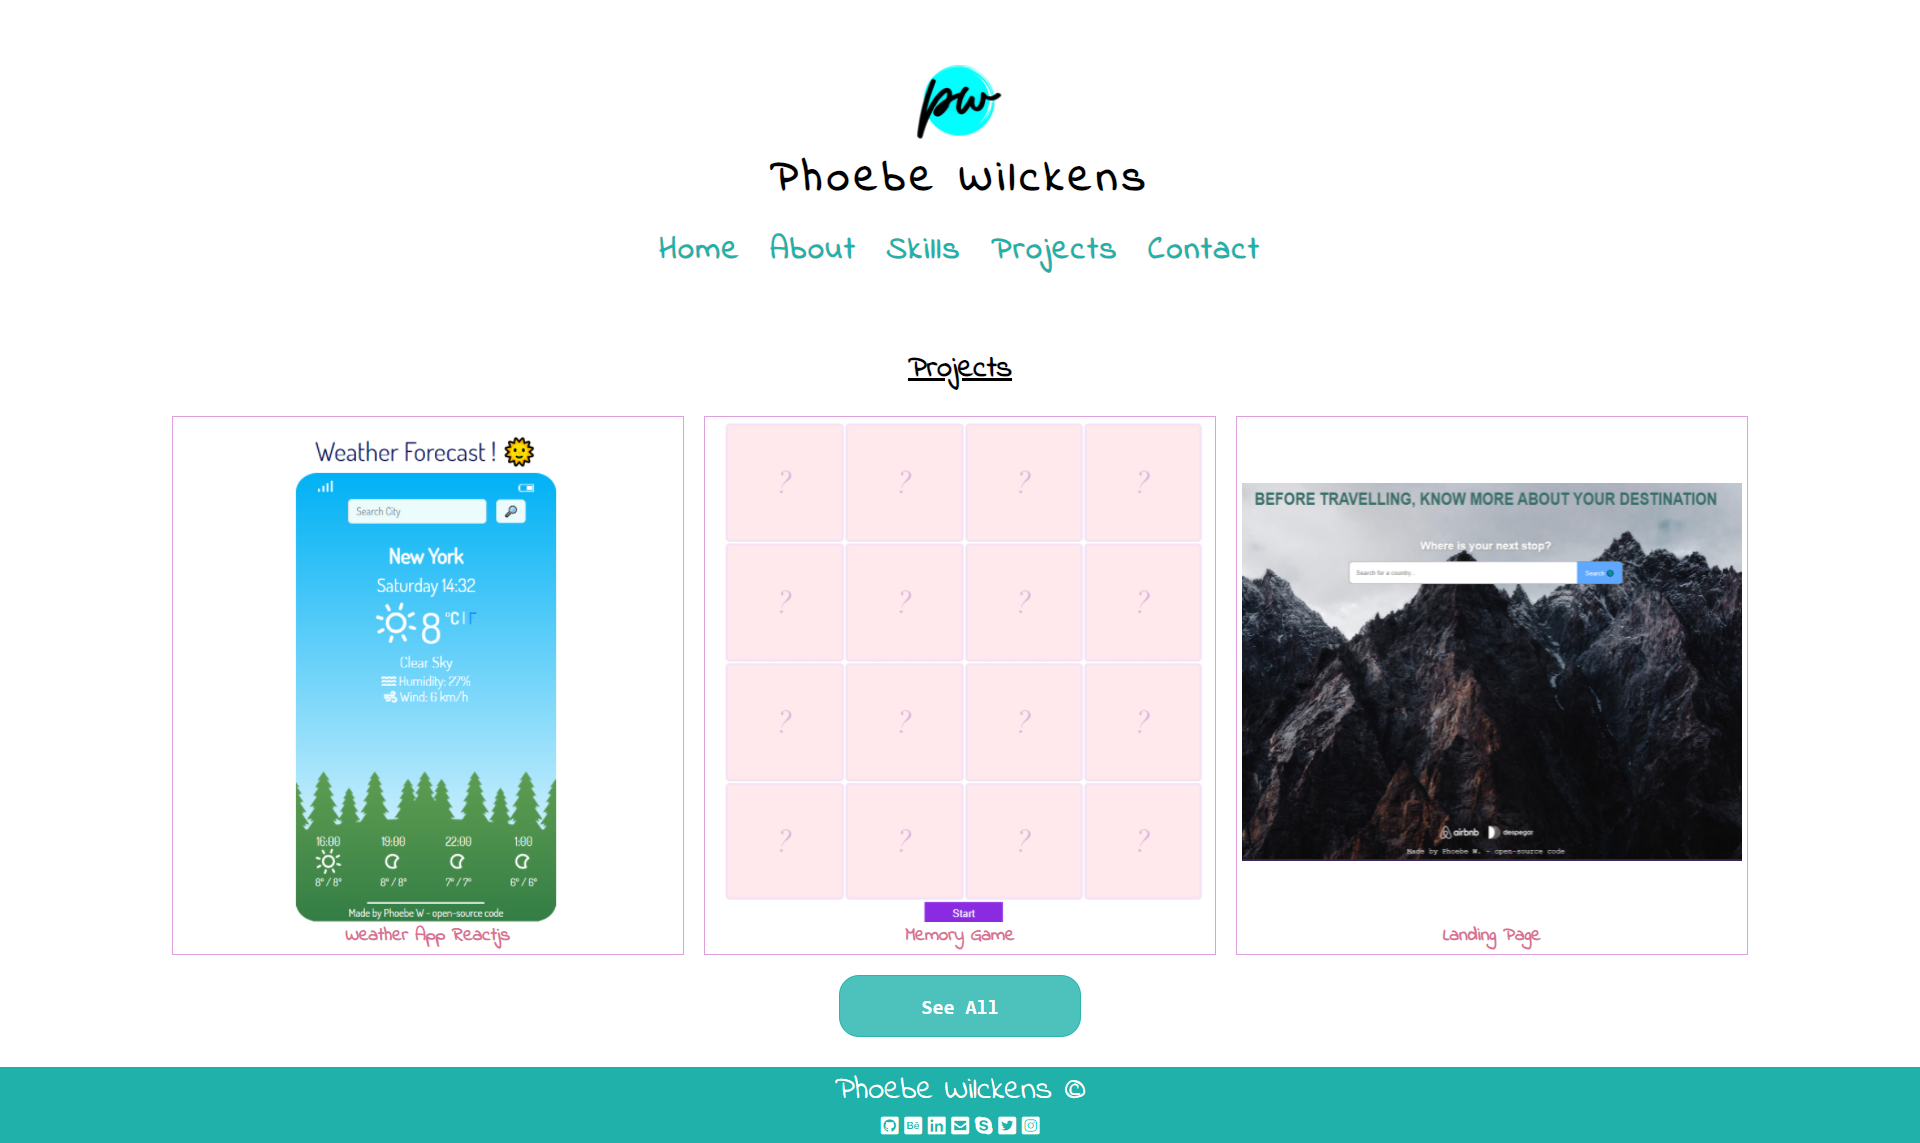 pw
Phoebe Wilckens
Home About Skills Projects Contact
Projects
Weather Forecast !
Search City
New York
Saturday 14:32
8 °C | F
Clear Sky
Humidity: 27%
Wind: 6 km/h
16:00 19:00 22:00 1:00
8° / 8° 8° / 8° 7° / 7° 6° / 6°
Made by Phoebe W - open-source code
Weather App Reactjs
? ? ? ?
? ? ? ?
? ? ? ?
? ? ? ?
Start
Memory Game
BEFORE TRAVELLING, KNOW MORE ABOUT YOUR DESTINATION
Where is your next stop?
Search for a country... Search
airbnb despegar
Made by Phoebe W. - open-source code
Landing Page
See All
Phoebe Wilckens ©
Bē in